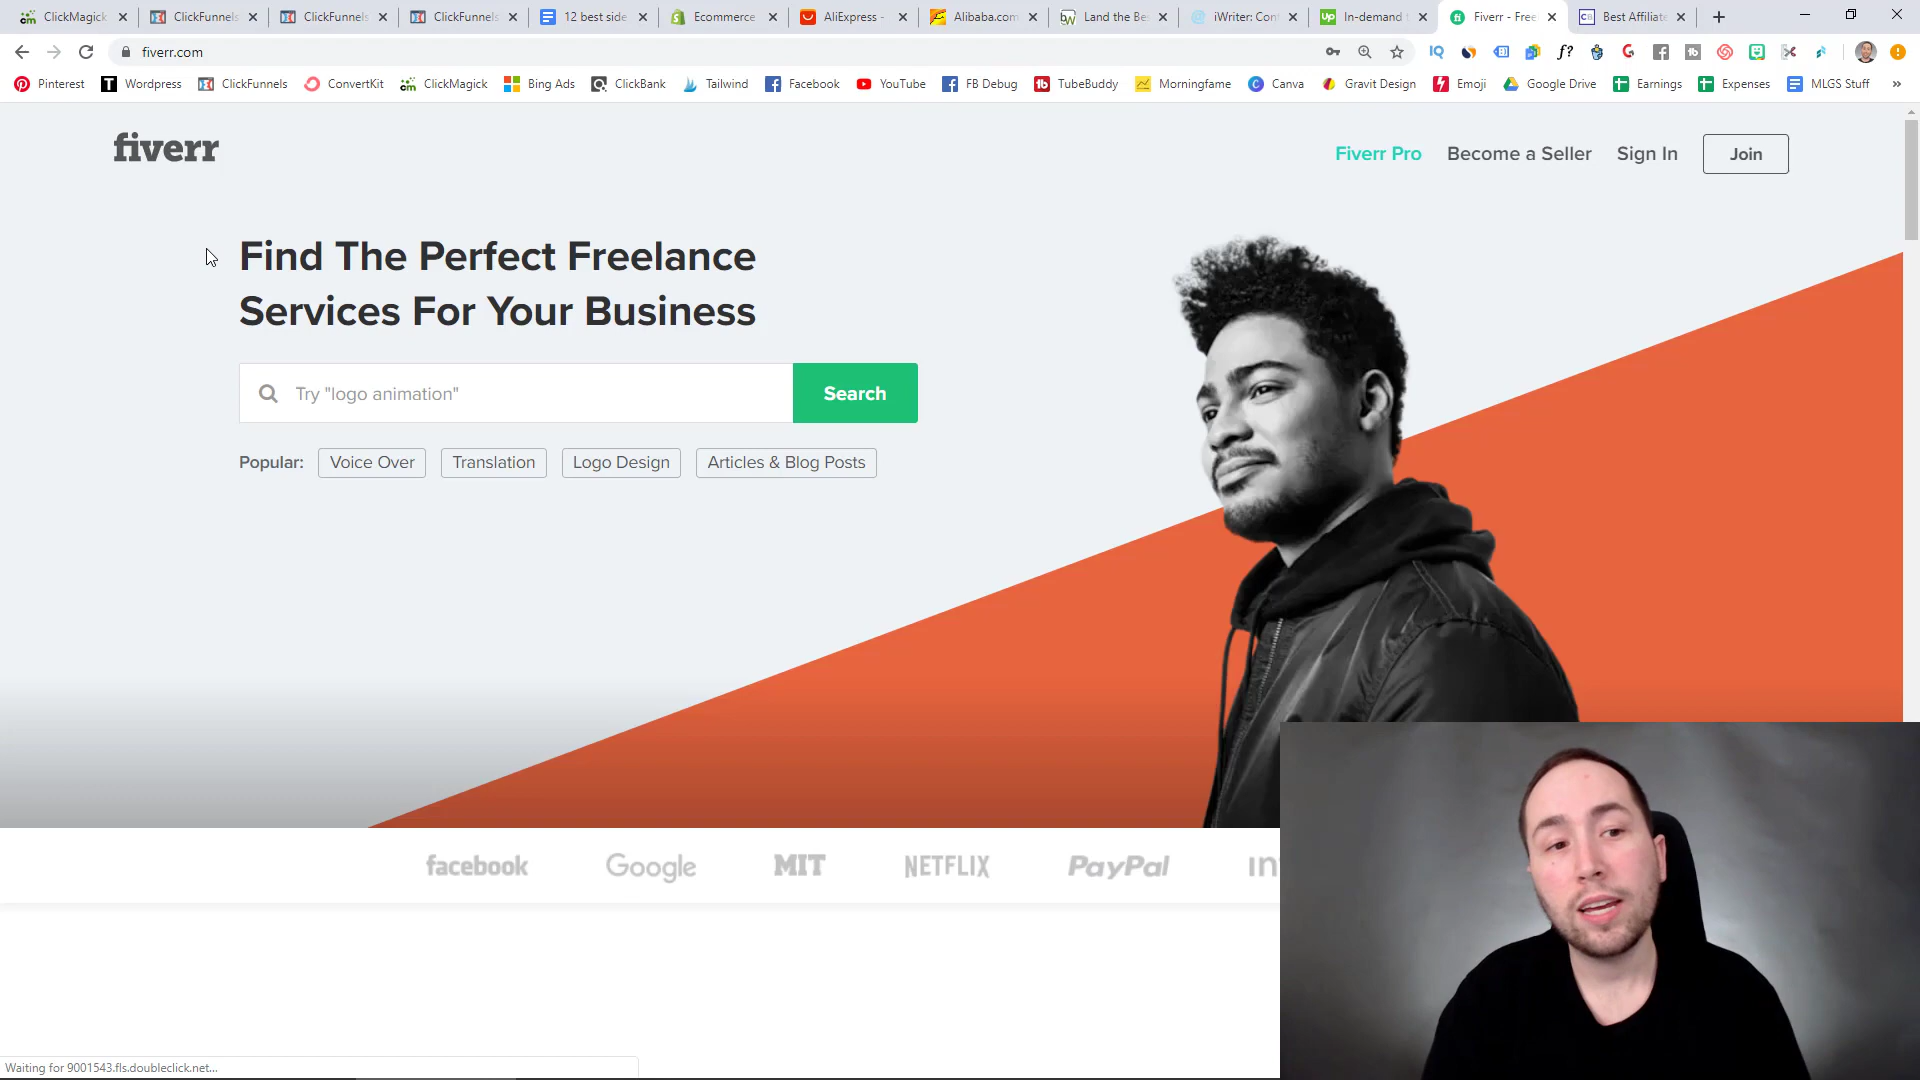 ClickMagick
ClickFunnels
ClickFunnels
ClickFunnels
12 best side
Ecommerce
AliExpress -
Alibaba.com
Land the Bes
iWriter: Cont
In-demand t
Fiverr - Free
Best Affiliate
fiverr.com
Pinterest
Wordpress
ClickFunnels
ConvertKit
ClickMagick
Bing Ads
ClickBank
Tailwind
Facebook
YouTube
FB Debug
TubeBuddy
Morningfame
Canva
Gravit Design
Emoji
Google Drive
Earnings
Expenses
MLGS Stuff
»
fiverr
Fiverr Pro
Become a Seller
Sign In
Join
Find The Perfect Freelance
Services For Your Business
Try "logo animation"
Search
Popular:
Voice Over
Translation
Logo Design
Articles & Blog Posts
facebook
Google
MIT
NETFLIX
PayPal
in
Waiting for 9001543.fls.doubleclick.net...